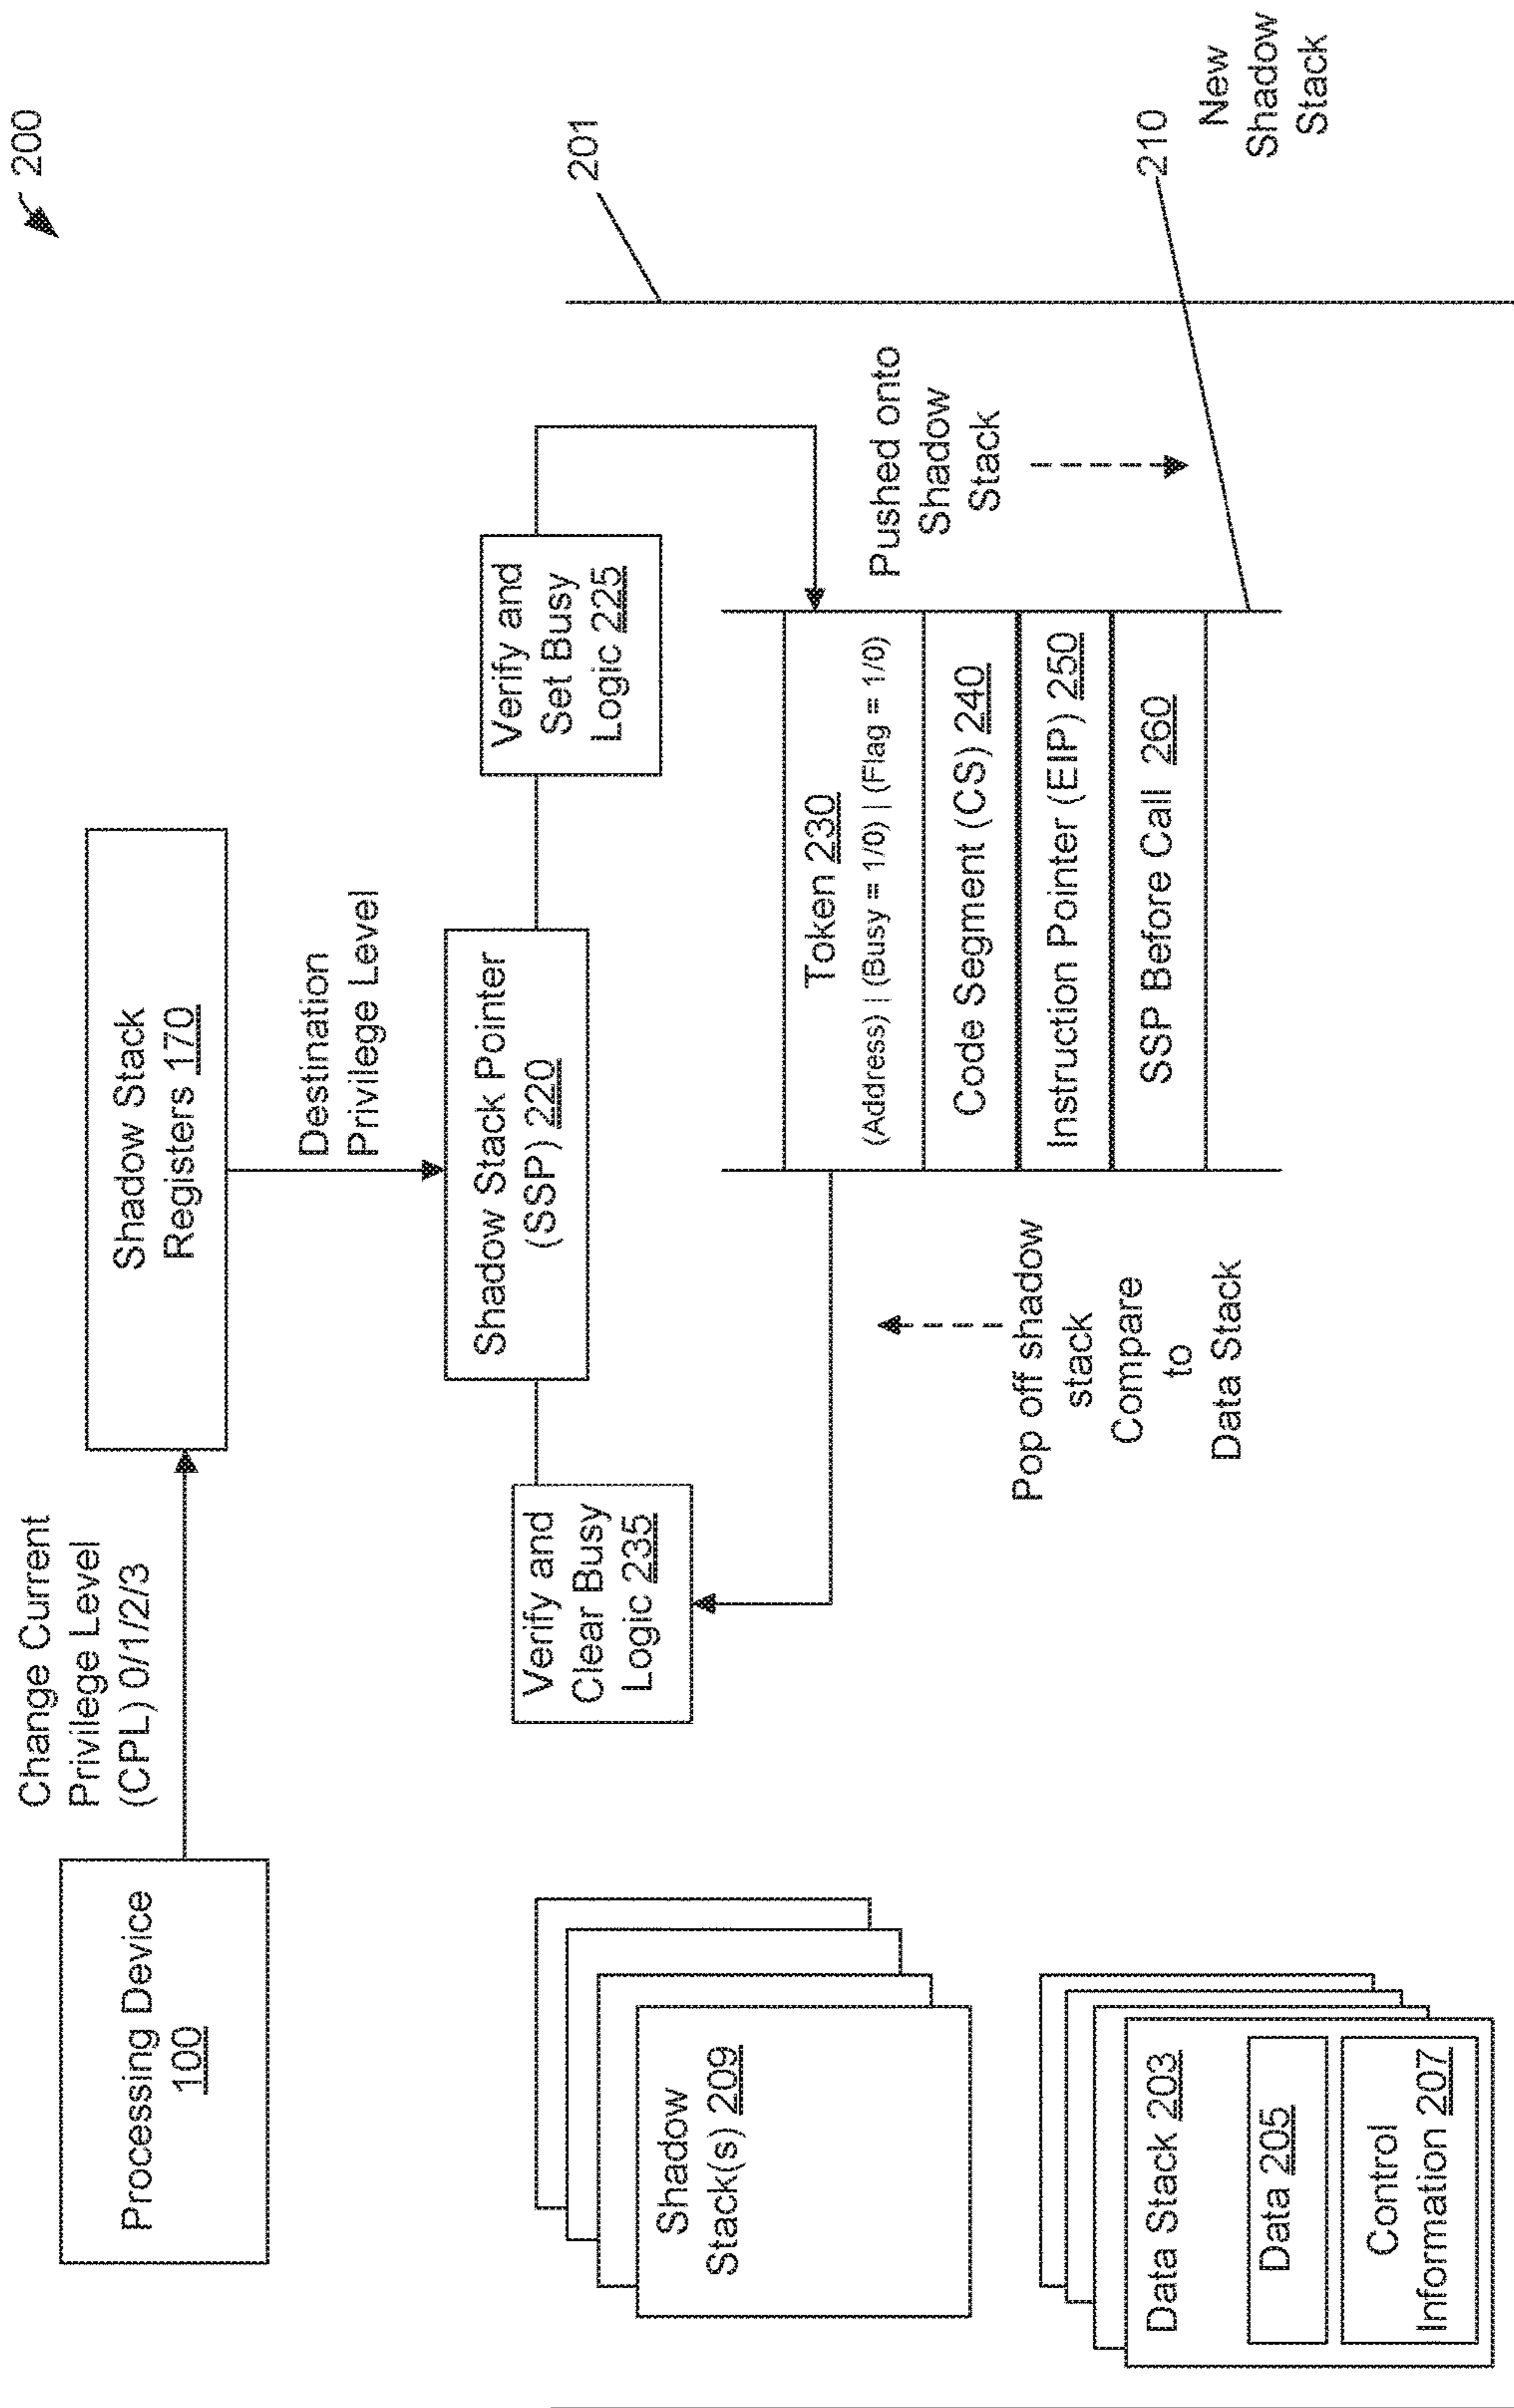 200
Change Current
Privilege Level
(CPL) 0/1/2/3
Processing Device
100
Shadow Stack
Registers 170
Destination
Privilege Level
Shadow Stack Pointer
(SSP) 220
Verify and
Set Busy
Logic 225
Verify and
Clear Busy
Logic 235
201
Shadow
Stack(s) 209
Token 230
(Address) | (Busy = 1/0) | (Flag = 1/0)
Code Segment (CS) 240
Instruction Pointer (EIP) 250
SSP Before Call 260
Pushed onto
Shadow
Stack
Pop off shadow
stack
Compare
to
Data Stack
210
New
Shadow
Stack
Data Stack 203
Data 205
Control
Information 207